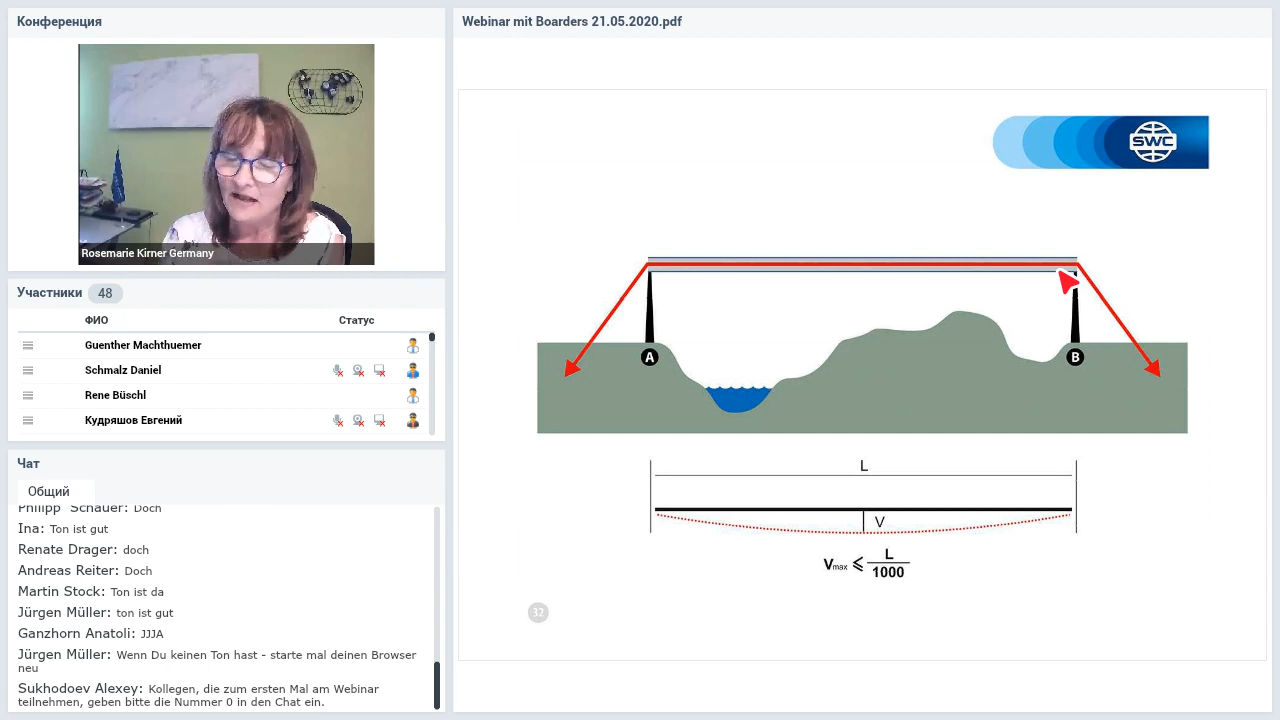 Конференция
Rosemarie Kirner Germany
Участники 48
ФИО Статус
Guenther Machthuemer
Schmalz Daniel
Rene Büschl
Кудряшов Евгений
Чат
Общий
Philipp Schauer: Doch
Ina: Ton ist gut
Renate Drager: doch
Andreas Reiter: Doch
Martin Stock: Ton ist da
Jürgen Müller: ton ist gut
Ganzhorn Anatoli: JJJA
Jürgen Müller: Wenn Du keinen Ton hast - starte mal deinen Browser
neu
Sukhodoev Alexey: Kollegen, die zum ersten Mal am Webinar
teilnehmen, geben bitte die Nummer 0 in den Chat ein.
Webinar mit Boarders 21.05.2020.pdf
SWC
A B
L
V
Vmax ⩽ L
1000
32